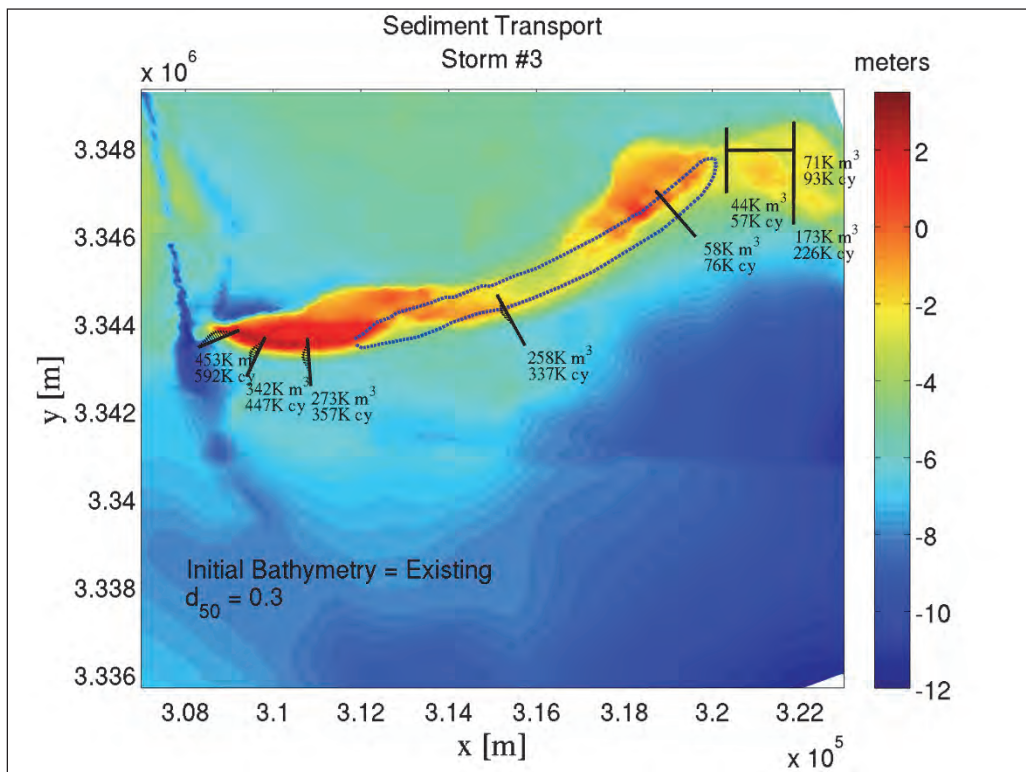 Sediment Transport
Storm #3
x 10^6
meters
3.348
3.346
3.344
3.342
3.34
3.338
3.336
y [m]
71K m^3
93K cy
44K m^3
57K cy
173K m^3
226K cy
58K m^3
76K cy
258K m^3
337K cy
453K m
592K cy
342K m^3
447K cy
273K m^3
357K cy
Initial Bathymetry = Existing
d_50 = 0.3
3.08
3.1
3.12
3.14
3.16
3.18
3.2
3.22
x [m]
x 10^5
2
0
-2
-4
-6
-8
-10
-12